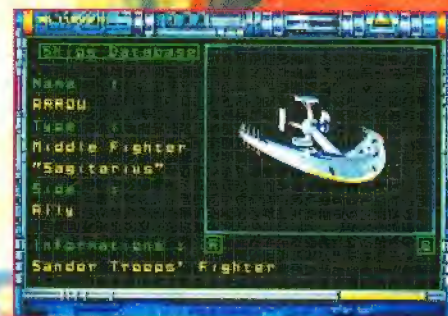 Ships Database
Name :
ARROW
Type :
Middle Fighter
"Sagitarius"
Side :
Ally
Informations :
Sander Troops' Fighter